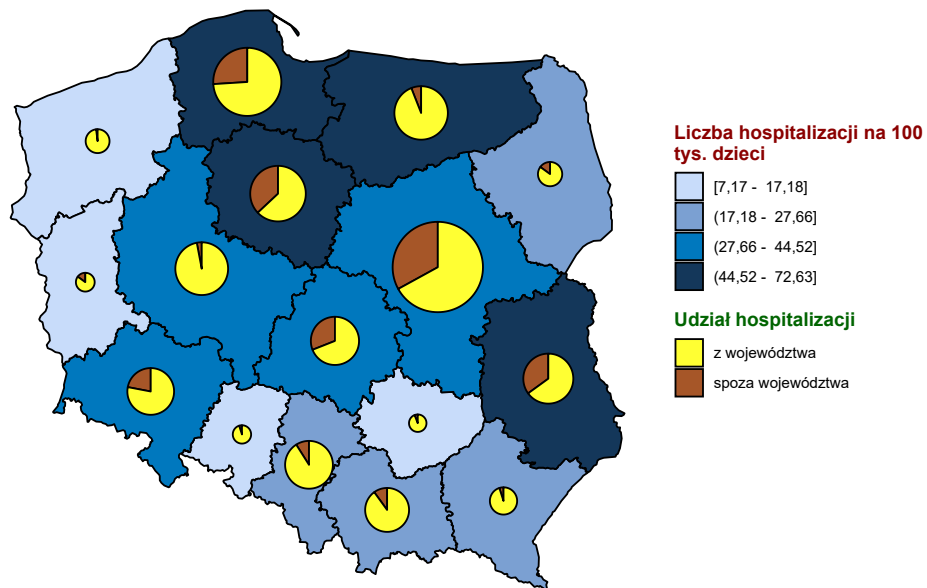 Liczba hospitalizacji na 100
tys. dzieci
[7,17 - 17,18]
(17,18 - 27,66]
(27,66 - 44,52]
(44,52 - 72,63]
Udział hospitalizacji
z województwa
spoza województwa